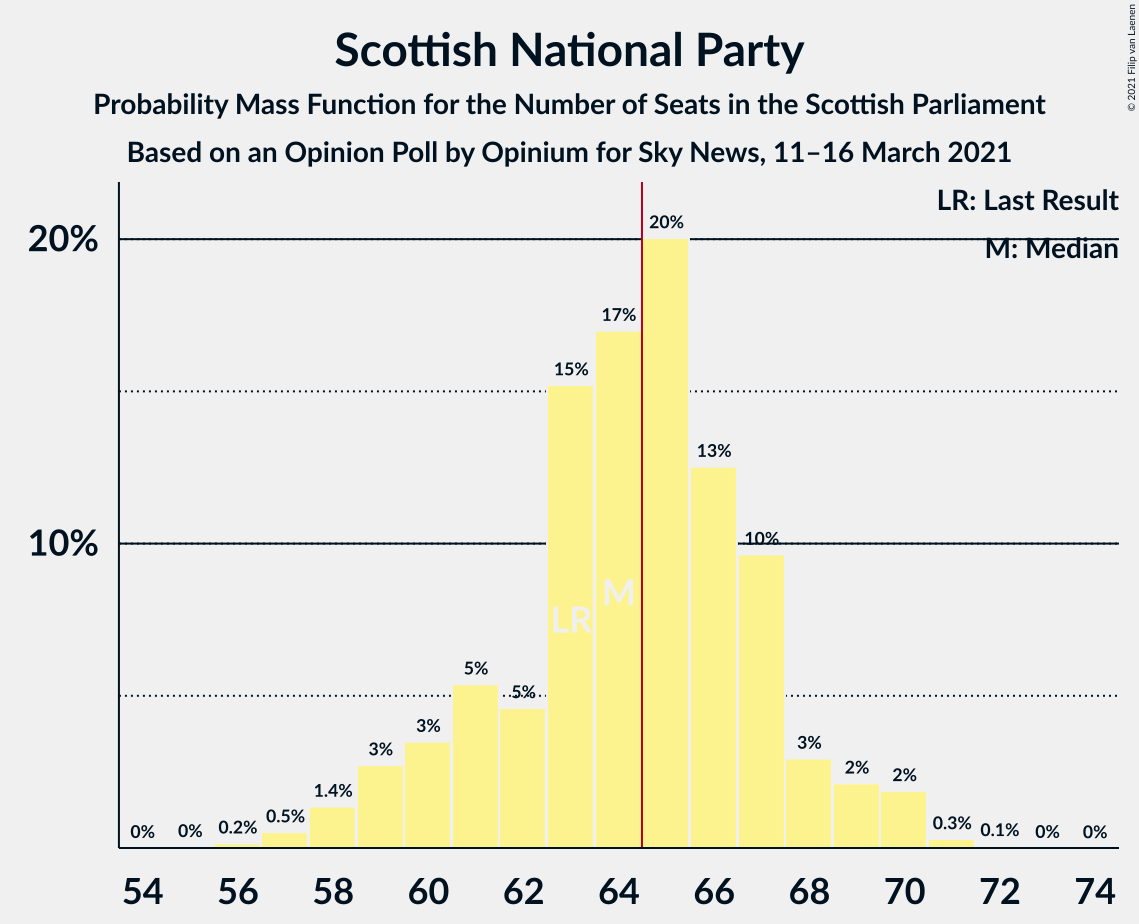 Scottish National Party
Probability Mass Function for the Number of Seats in the Scottish Parliament
Based on an Opinion Poll by Opinium for Sky News, 11–16 March 2021
© 2021 Filip van Laenen
LR: Last Result
M: Median
20%
10%
0%
0%
0.2%
0.5%
1.4%
3%
3%
5%
5%
15%
17%
20%
13%
10%
3%
2%
2%
0.3%
0.1%
0%
0%
LR
M
54 56 58 60 62 64 66 68 70 72 74